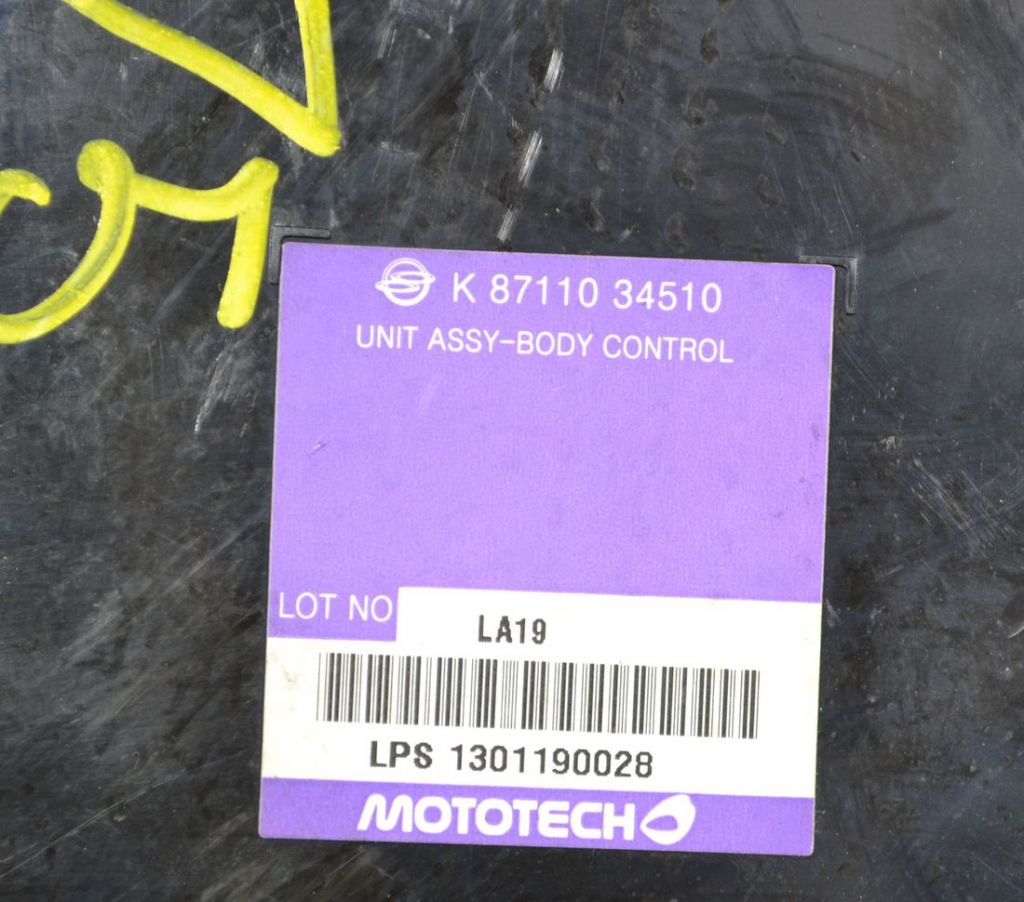 K 87110 34510
UNIT ASSY-BODY CONTROL
LOT NO
LA19
LPS 1301190028
MOTOTECH